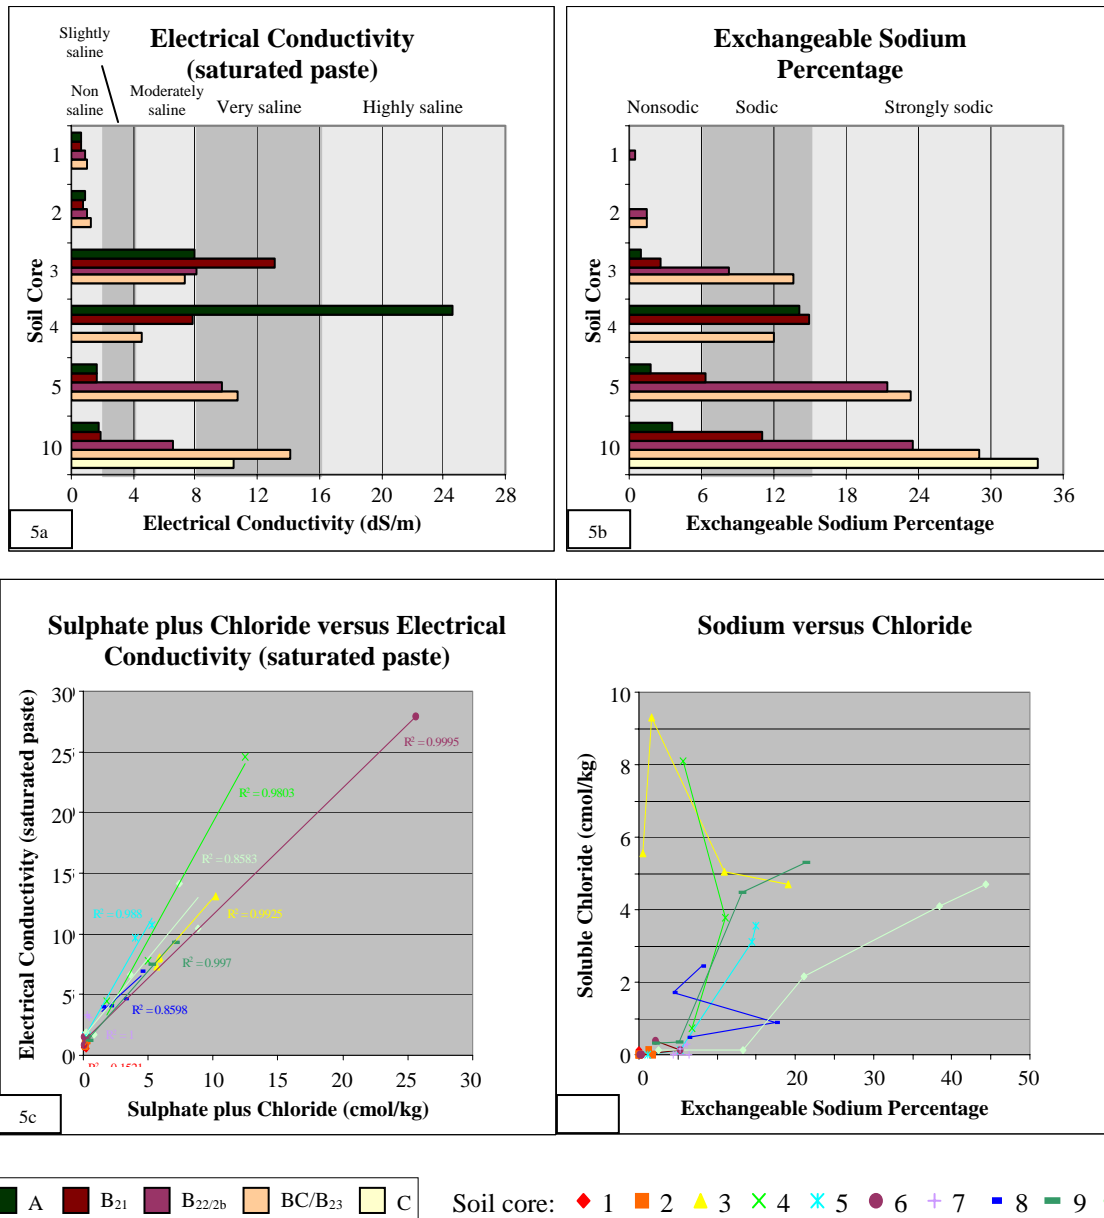 Electrical Conductivity
(saturated paste)
Slightly
saline
Non
saline
Moderately
saline
Very saline
Highly saline
Soil Core
1
2
3
4
5
10
0 4 8 12 16 20 24 28
Electrical Conductivity (dS/m)
5a
Exchangeable Sodium
Percentage
Nonsodic Sodic Strongly sodic
Soil Core
1
2
3
4
5
10
0 6 12 18 24 30 36
Exchangeable Sodium Percentage
5b
Sulphate plus Chloride versus Electrical
Conductivity (saturated paste)
Electrical Conductivity (saturated paste)
30
25
20
15
10
5
0
R² = 0.9995
R² = 0.9803
R² = 0.8583
R² = 0.988
R² = 0.9925
R² = 0.997
R² = 0.8598
R² = 1
R² = 0.1521
0 5 10 15 20 25 30
Sulphate plus Chloride (cmol/kg)
5c
Sodium versus Chloride
Soluble Chloride (cmol/kg)
10
8
6
4
2
0
0 10 20 30 40 50
Exchangeable Sodium Percentage
A B21 B22/2b BC/B23 C
Soil core: 1 2 3 4 5 6 7 8 9